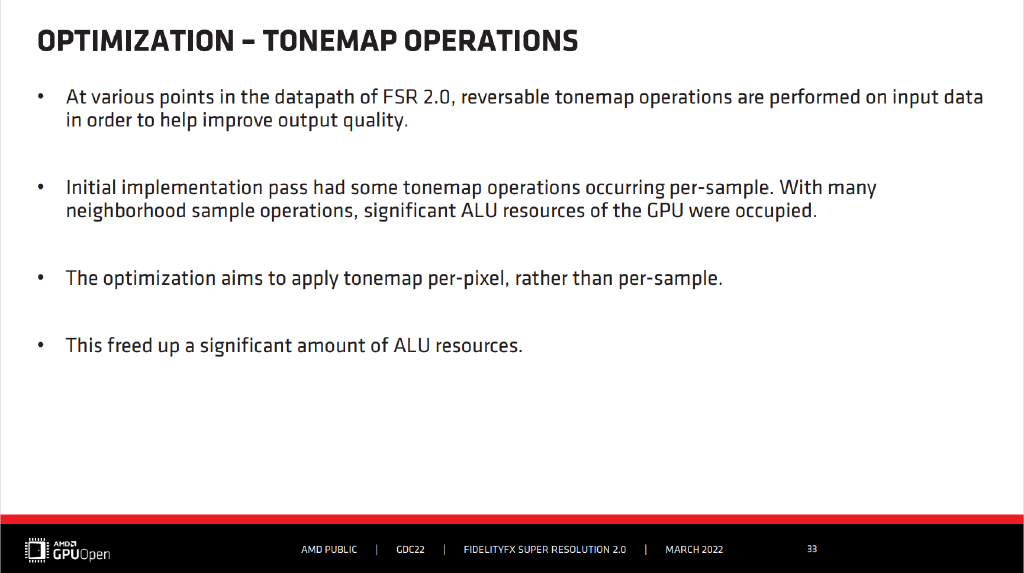 OPTIMIZATION – TONEMAP OPERATIONS
• At various points in the datapath of FSR 2.0, reversable tonemap operations are performed on input data
in order to help improve output quality.
• Initial implementation pass had some tonemap operations occurring per-sample. With many
neighborhood sample operations, significant ALU resources of the GPU were occupied.
• The optimization aims to apply tonemap per-pixel, rather than per-sample.
• This freed up a significant amount of ALU resources.
AMD
GPUOpen
AMD PUBLIC | GDC22 | FIDELITYFX SUPER RESOLUTION 2.0 | MARCH 2022 33